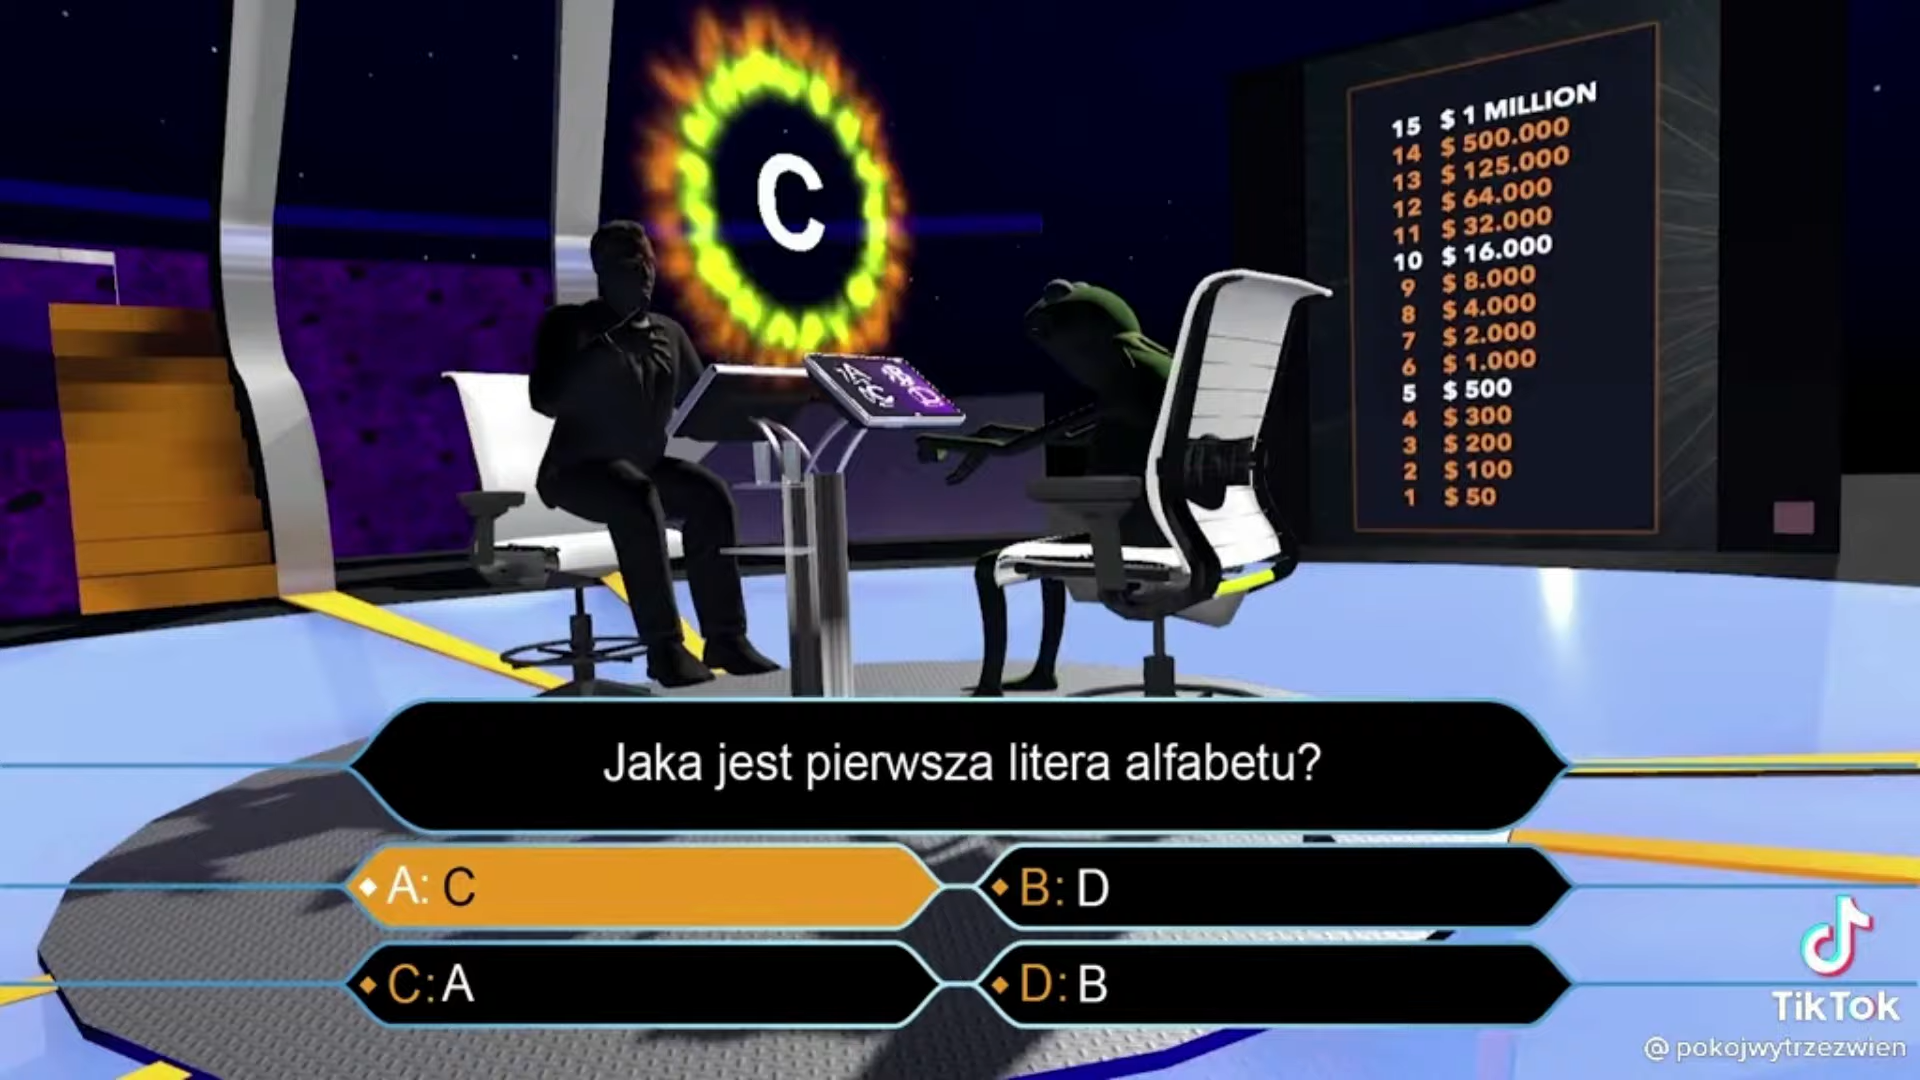 C
15 $ 1 MILLION
14 $ 500.000
13 $ 125.000
12 $ 64.000
11 $ 32.000
10 $ 16.000
9 $ 8.000
8 $ 4.000
7 $ 2.000
6 $ 1.000
5 $ 500
4 $ 300
3 $ 200
2 $ 100
1 $ 50
Jaka jest pierwsza litera alfabetu?
A: C
B: D
C: A
D: B
TikTok
@pokojwytrzezwien